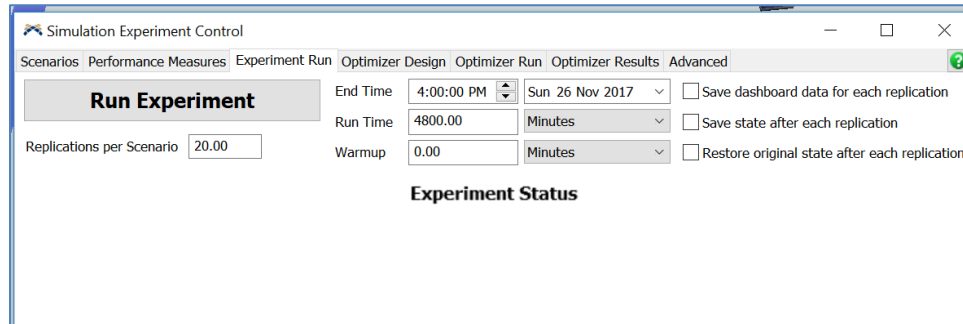 Simulation Experiment Control
Scenarios Performance Measures Experiment Run Optimizer Design Optimizer Run Optimizer Results Advanced ?
Run Experiment
End Time 4:00:00 PM Sun 26 Nov 2017 Save dashboard data for each replication
Run Time 4800.00 Minutes Save state after each replication
Replications per Scenario 20.00
Warmup 0.00 Minutes Restore original state after each replication
Experiment Status